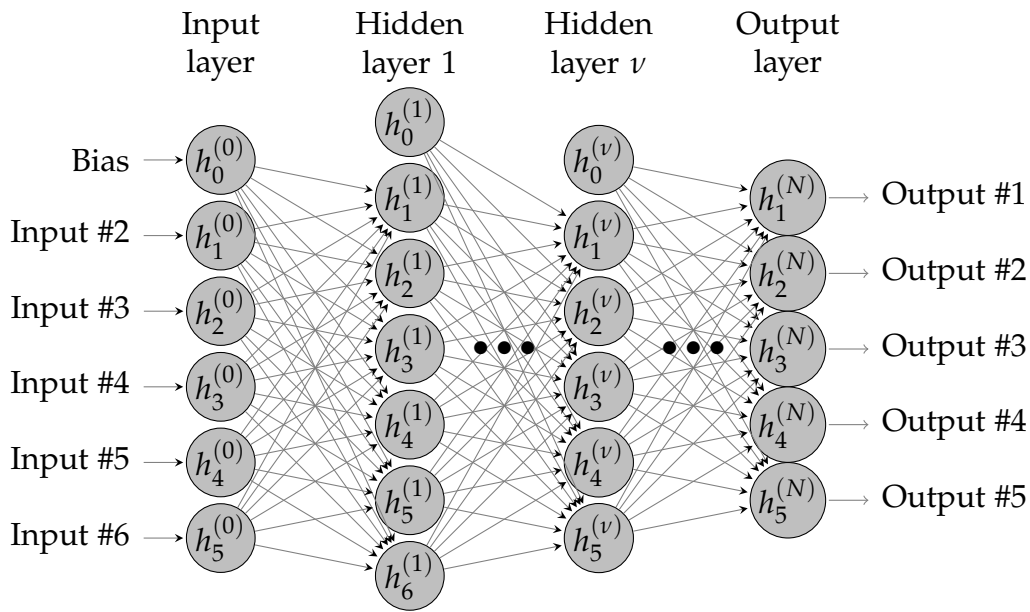 Input layer
Hidden layer 1
Hidden layer ν
Output layer
Bias
Input #2
Input #3
Input #4
Input #5
Input #6
h_0^{(0)}
h_1^{(0)}
h_2^{(0)}
h_3^{(0)}
h_4^{(0)}
h_5^{(0)}
h_0^{(1)}
h_1^{(1)}
h_2^{(1)}
h_3^{(1)}
h_4^{(1)}
h_5^{(1)}
h_6^{(1)}
h_0^{(ν)}
h_1^{(ν)}
h_2^{(ν)}
h_3^{(ν)}
h_4^{(ν)}
h_5^{(ν)}
h_1^{(N)}
h_2^{(N)}
h_3^{(N)}
h_4^{(N)}
h_5^{(N)}
Output #1
Output #2
Output #3
Output #4
Output #5